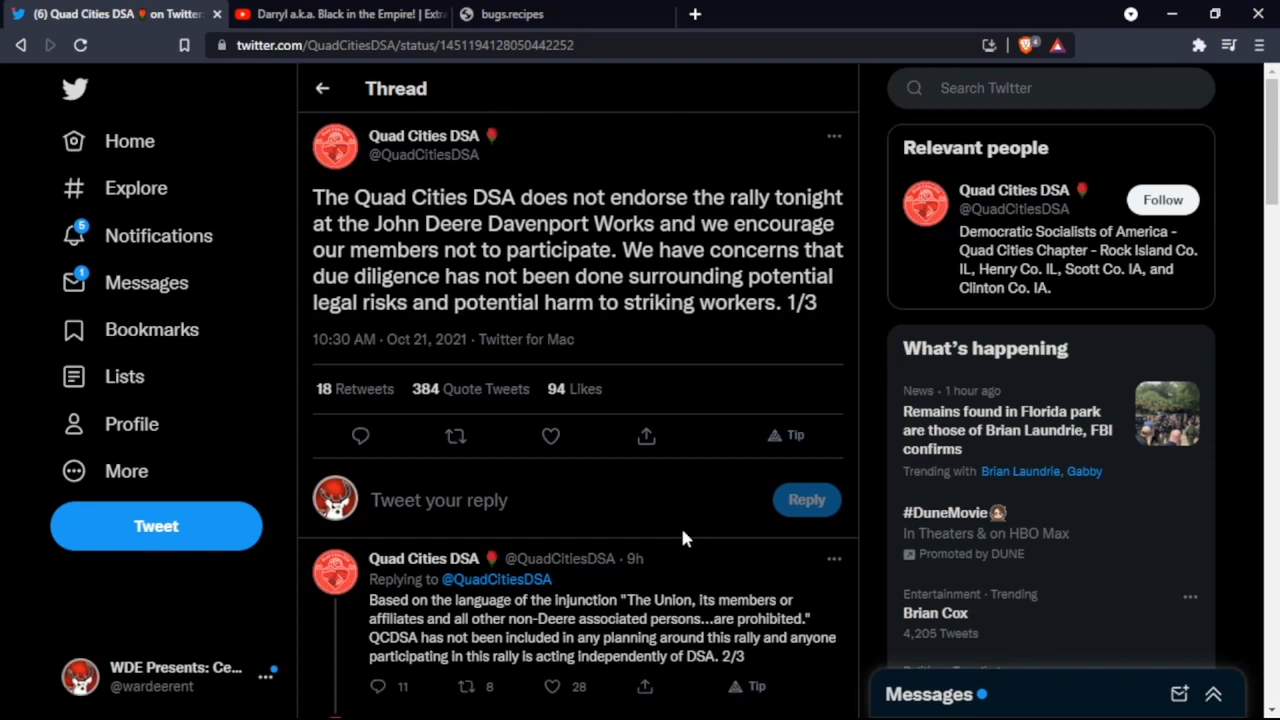 (6) Quad Cities DSA🌹 on Twitter:
Darryl a.k.a. Black in the Empire! | Extr
bugs.recipes
twitter.com/QuadCitiesDSA/status/1451194128050442252
4
Home
Explore
5
Notifications
1
Messages
Bookmarks
Lists
Profile
More
Tweet
WDE Presents: Ce...
@wardeerent
Thread
Quad Cities DSA 🌹
@QuadCitiesDSA
The Quad Cities DSA does not endorse the rally tonight
at the John Deere Davenport Works and we encourage
our members not to participate. We have concerns that
due diligence has not been done surrounding potential
legal risks and potential harm to striking workers. 1/3
10:30 AM · Oct 21, 2021 · Twitter for Mac
18 Retweets 384 Quote Tweets 94 Likes
Tip
Tweet your reply
Reply
Quad Cities DSA 🌹 @QuadCitiesDSA · 9h
Replying to @QuadCitiesDSA
Based on the language of the injunction "The Union, its members or
affiliates and all other non-Deere associated persons...are prohibited."
QCDSA has not been included in any planning around this rally and anyone
participating in this rally is acting independently of DSA. 2/3
11 8 28 Tip
Search Twitter
Relevant people
Quad Cities DSA 🌹
@QuadCitiesDSA
Follow
Democratic Socialists of America -
Quad Cities Chapter - Rock Island Co.
IL, Henry Co. IL, Scott Co. IA, and
Clinton Co. IA.
What's happening
News · 1 hour ago
Remains found in Florida park
are those of Brian Laundrie, FBI
confirms
Trending with Brian Laundrie, Gabby
#DuneMovie
In Theaters & on HBO Max
Promoted by DUNE
Entertainment · Trending
Brian Cox
4,205 Tweets
Messages